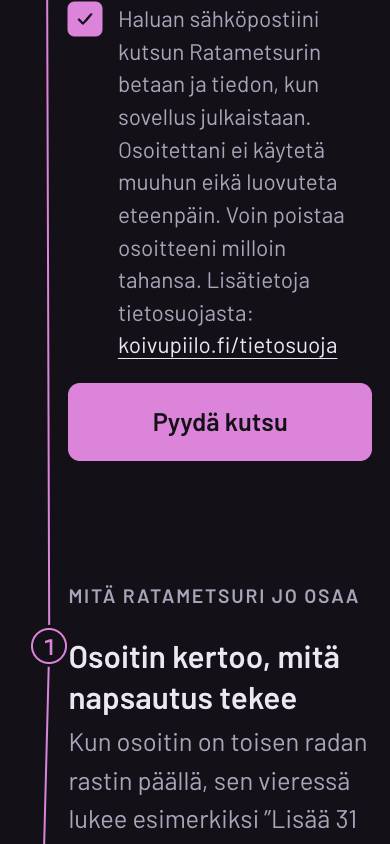 Haluan sähköpostiini
kutsun Ratametsurin
betaan ja tiedon, kun
sovellus julkaistaan.
Osoitettani ei käytetä
muuhun eikä luovuteta
eteenpäin. Voin poistaa
osoitteeni milloin
tahansa. Lisätietoja
tietosuojasta:
koivupiilo.fi/tietosuoja
Pyydä kutsu
MITÄ RATAMETSURI JO OSAA
1
Osoitin kertoo, mitä
napsautus tekee
Kun osoitin on toisen radan
rastin päällä, sen vieressä
lukee esimerkiksi ”Lisää 31